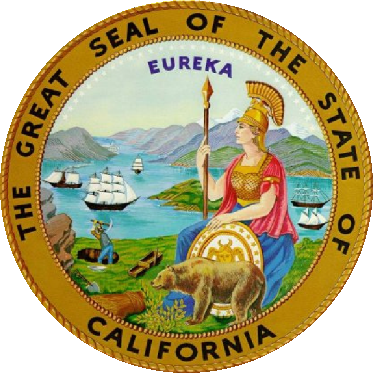 THE GREAT SEAL OF THE STATE OF
EUREKA
CALIFORNIA